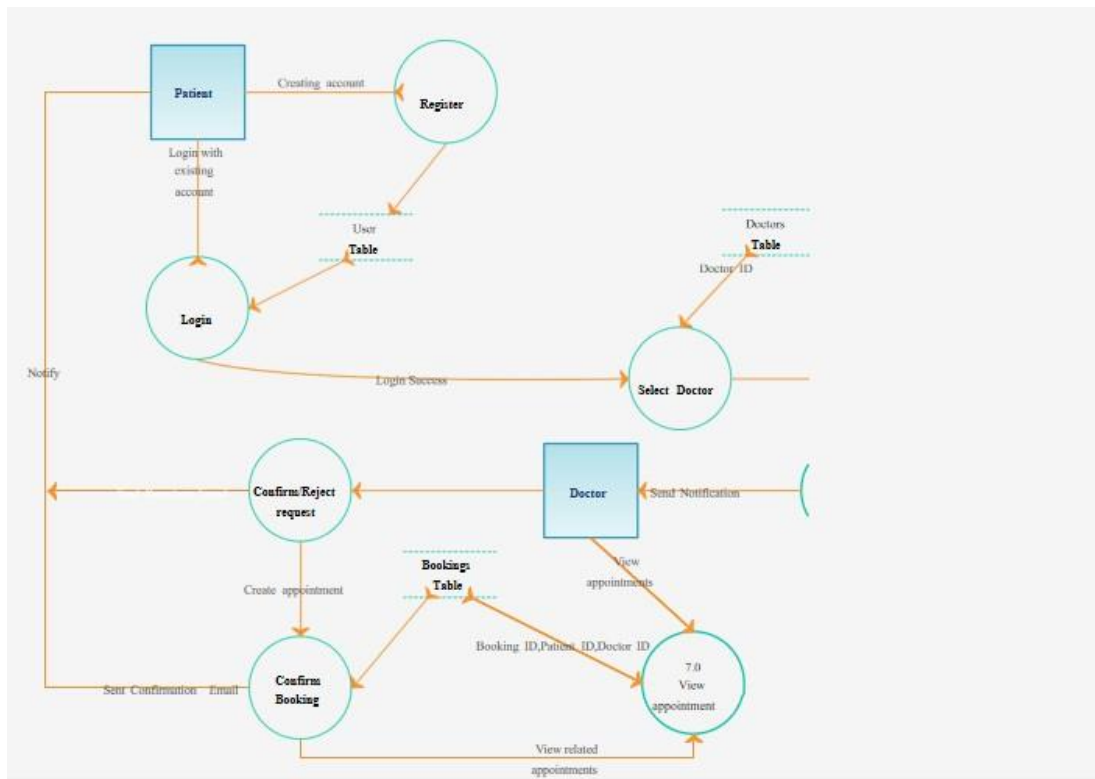 Patient
Creating account
Register
Login with
existing
account
User
Table
Doctors
Table
Doctor ID
Login
Notify
Login Success
Select Doctor
Confirm/Reject
request
Doctor
Send Notification
View
appointments
Bookings
Table
Create appointment
Booking ID,Patient ID,Doctor ID
7.0
View
appointment
Sent Confirmation Email
Confirm
Booking
View related
appointments